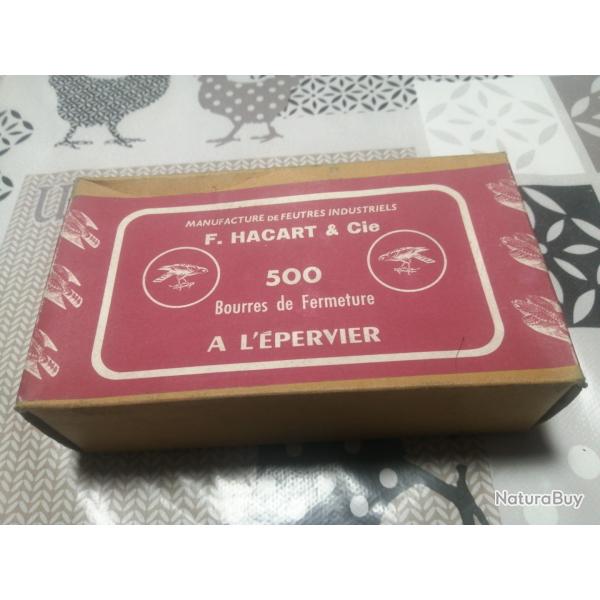 MANUFACTURE DE FEUTRES INDUSTRIELS
F. HACART & Cie
500
Bourres de Fermeture
A L'ÉPERVIER
NaturaBuy